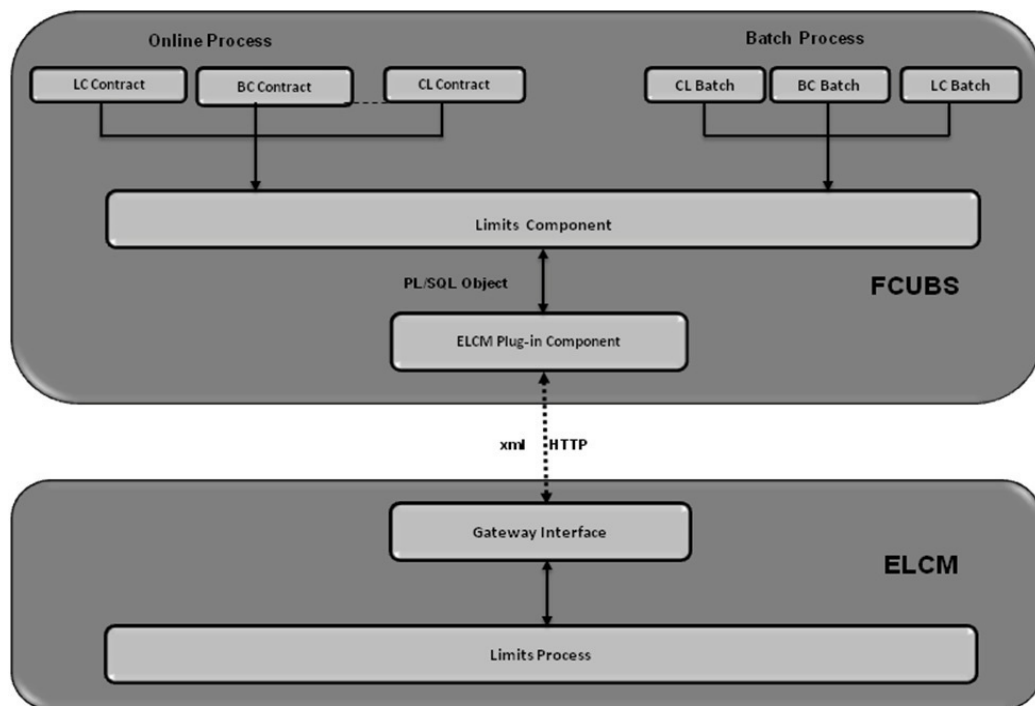 Online Process
Batch Process
LC Contract
BC Contract
CL Contract
CL Batch
BC Batch
LC Batch
Limits Component
PL/SQL Object
FCUBS
ELCM Plug-in Component
xml
HTTP
Gateway Interface
ELCM
Limits Process